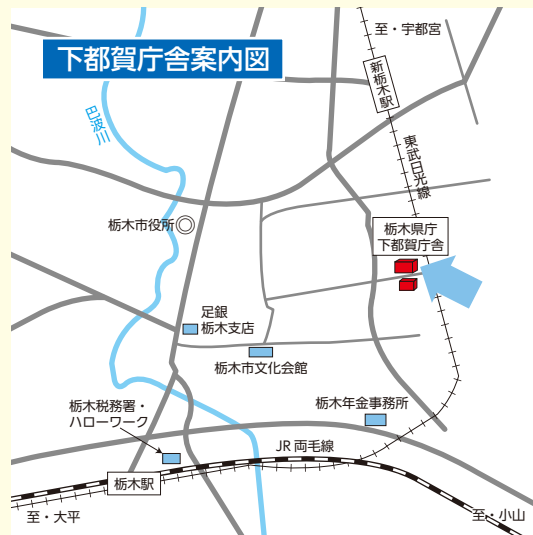 至・宇都宮
下都賀庁舎案内図
新栃木駅
巴波川
東武日光線
栃木市役所
栃木県庁
下都賀庁舎
足銀
栃木支店
栃木市文化会館
栃木税務署・
ハローワーク
栃木年金事務所
JR両毛線
栃木駅
至・大平
至・小山